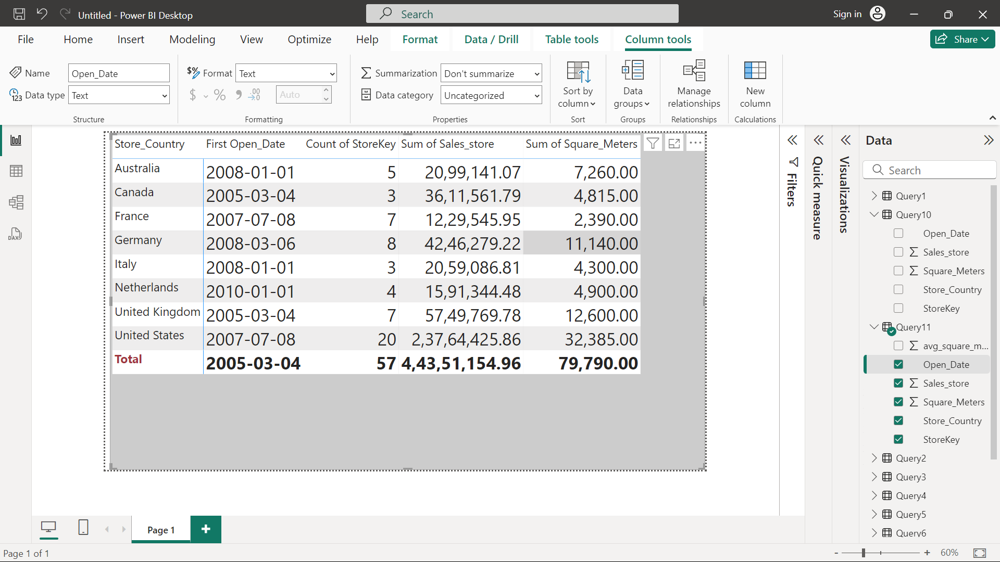 Untitled - Power BI Desktop
Search
Sign in
File Home Insert Modeling View Optimize Help Format Data / Drill Table tools Column tools
Share
Name Open_Date
Data type Text
Structure
$% Format Text
$ % 9 .00 Auto
Formatting
Summarization Don't summarize
Data category Uncategorized
Properties
Sort by column
Sort
Data groups
Groups
Manage relationships
Relationships
New column
Calculations
Store_Country First Open_Date Count of StoreKey Sum of Sales_store Sum of Square_Meters
Australia 2008-01-01 5 20,99,141.07 7,260.00
Canada 2005-03-04 3 36,11,561.79 4,815.00
France 2007-07-08 7 12,29,545.95 2,390.00
Germany 2008-03-06 8 42,46,279.22 11,140.00
Italy 2008-01-01 3 20,59,086.81 4,300.00
Netherlands 2010-01-01 4 15,91,344.48 4,900.00
United Kingdom 2005-03-04 7 57,49,769.78 12,600.00
United States 2007-07-08 20 2,37,64,425.86 32,385.00
Total 2005-03-04 57 4,43,51,154.96 79,790.00
DAX
Filters
Quick measure
Visualizations
Data
Search
Query1
Query10
Open_Date
Σ Sales_store
Σ Square_Meters
Store_Country
StoreKey
Query11
Σ avg_square_m...
Open_Date
Σ Sales_store
Σ Square_Meters
Store_Country
StoreKey
Query2
Query3
Query4
Query5
Query6
Page 1
+
Page 1 of 1
- + 60%